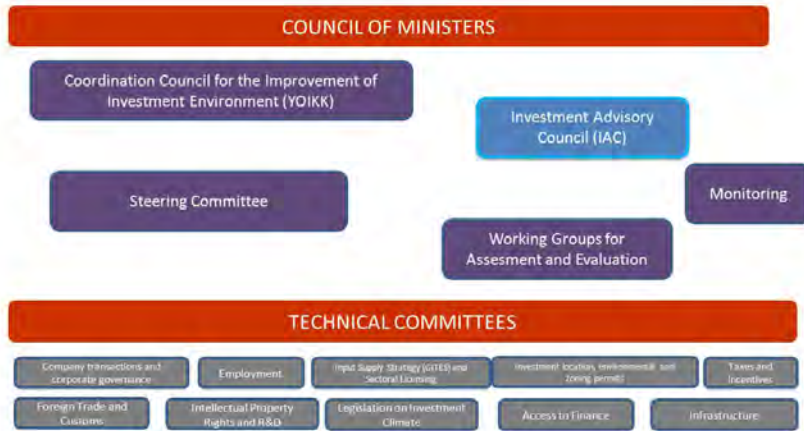 COUNCIL OF MINISTERS
Coordination Council for the Improvement of
Investment Environment (YOIKK)
Investment Advisory
Council (IAC)
Steering Committee
Monitoring
Working Groups for
Assesment and Evaluation
TECHNICAL COMMITTEES
Company transactions and
corporate governance
Employment
Input Supply Strategy (GITES) and
Sectoral Licensing
Investment location, environmental and
zoning permits
Taxes and
Incentives
Foreign Trade and
Customs
Intellectual Property
Rights and R&D
Legislation on Investment
Climate
Access to Finance
Infrastructure